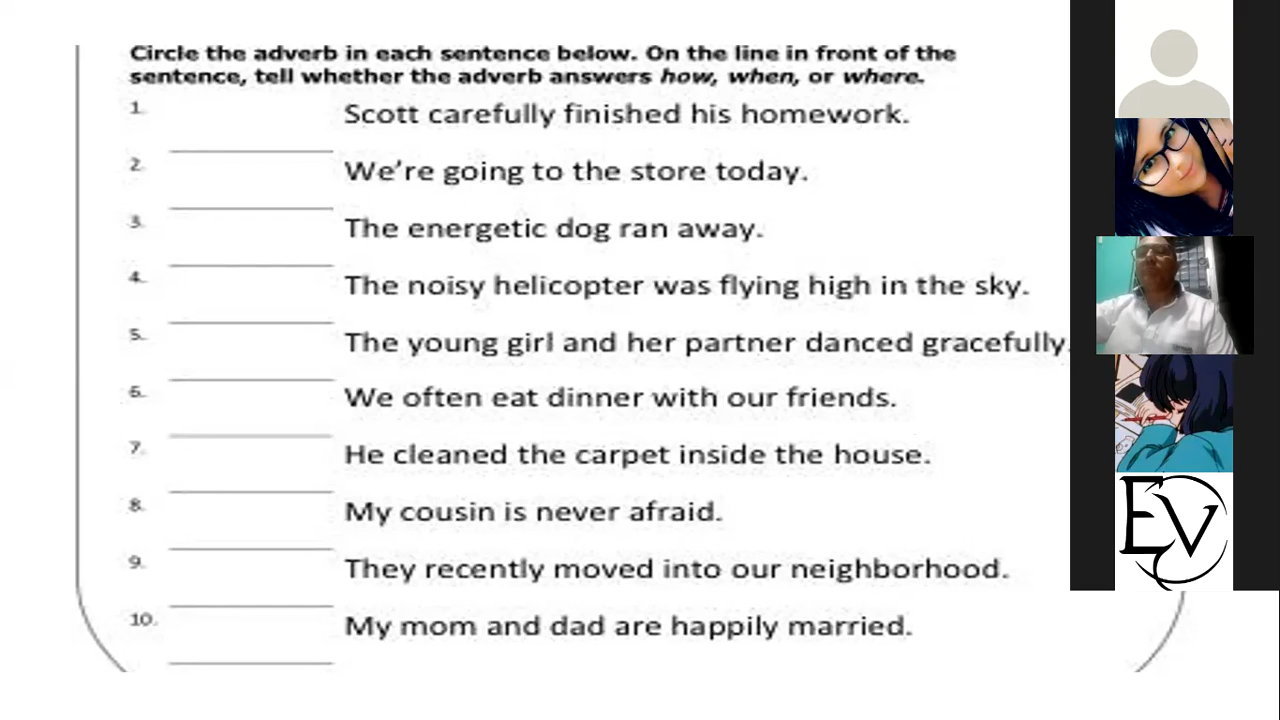 Circle the adverb in each sentence below. On the line in front of the
sentence, tell whether the adverb answers how, when, or where.
1. Scott carefully finished his homework.
2. We're going to the store today.
3. The energetic dog ran away.
4. The noisy helicopter was flying high in the sky.
5. The young girl and her partner danced gracefully.
6. We often eat dinner with our friends.
7. He cleaned the carpet inside the house.
8. My cousin is never afraid.
9. They recently moved into our neighborhood.
10. My mom and dad are happily married.
EV